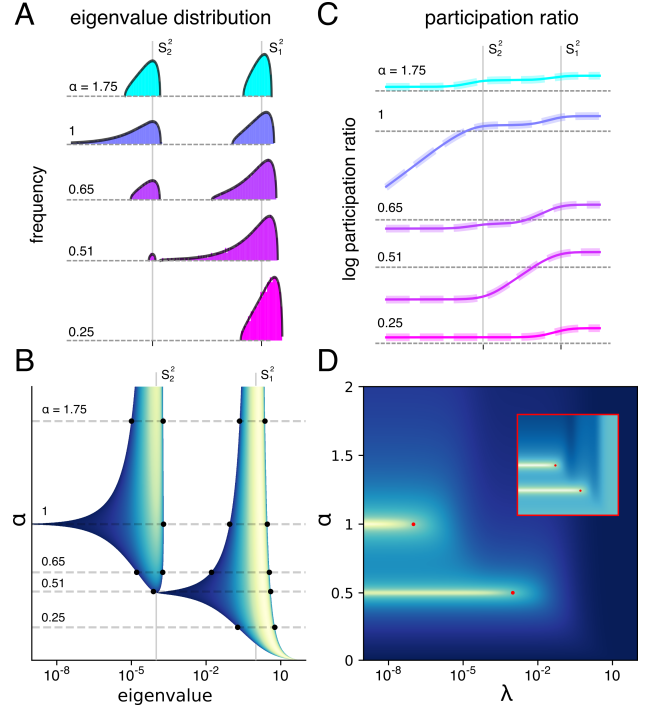 A eigenvalue distribution
S₂² S₁²
α = 1.75
1
0.65
0.51
0.25
frequency
C participation ratio
S₂² S₁²
α = 1.75
1
0.65
0.51
0.25
log participation ratio
B
S₂² S₁²
α = 1.75
1
0.65
0.51
0.25
α
10⁻⁸ 10⁻⁴ 10⁻² 10
eigenvalue
D
2
1.5
1
0.5
0
α
10⁻⁸ 10⁻⁵ 10⁻² 10
λ